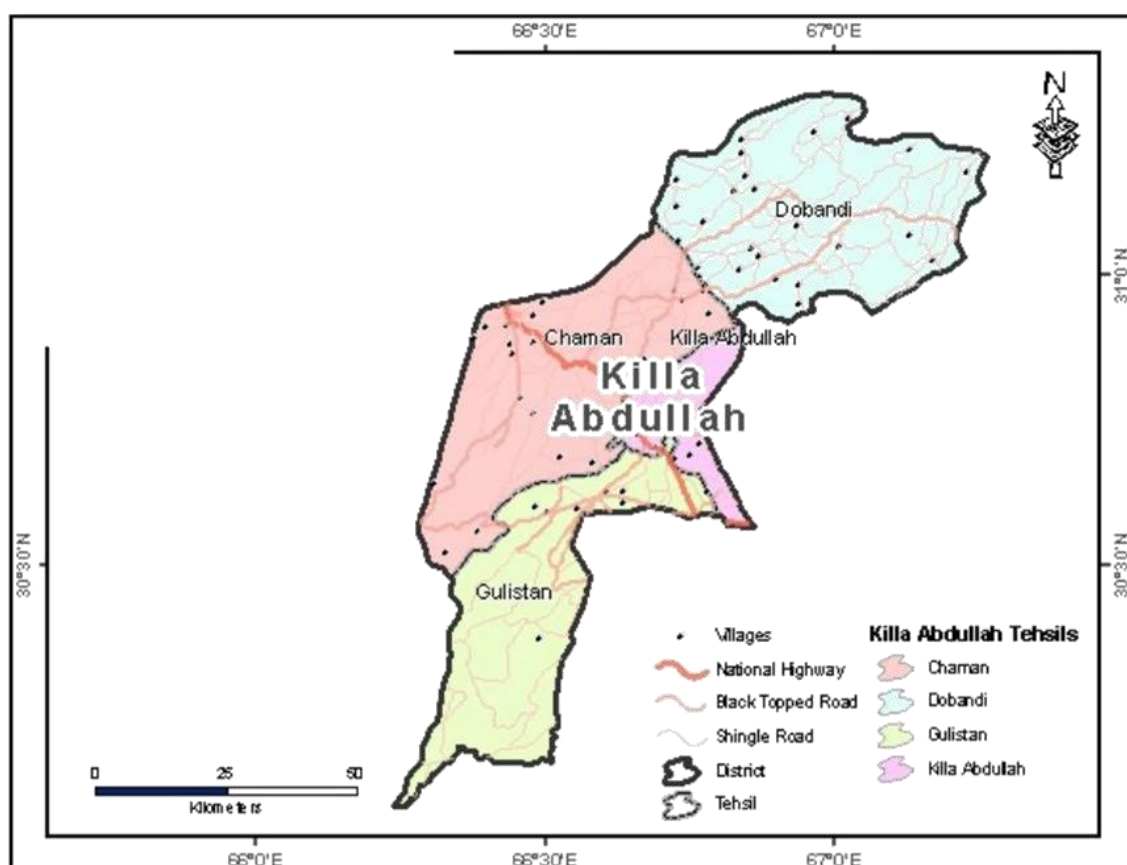 66°30'E 67°0'E
N
Dobandi
31°0'N
Chaman Killa Abdullah
Killa
Abdullah
30°30'N 30°30'N
Gulistan
Villages
National Highway
Black Topped Road
Shingle Road
District
Tehsil
Killa Abdullah Tehsils
Chaman
Dobandi
Gulistan
Killa Abdullah
0 25 50
Kilometers
66°0'E 66°30'E 67°0'E